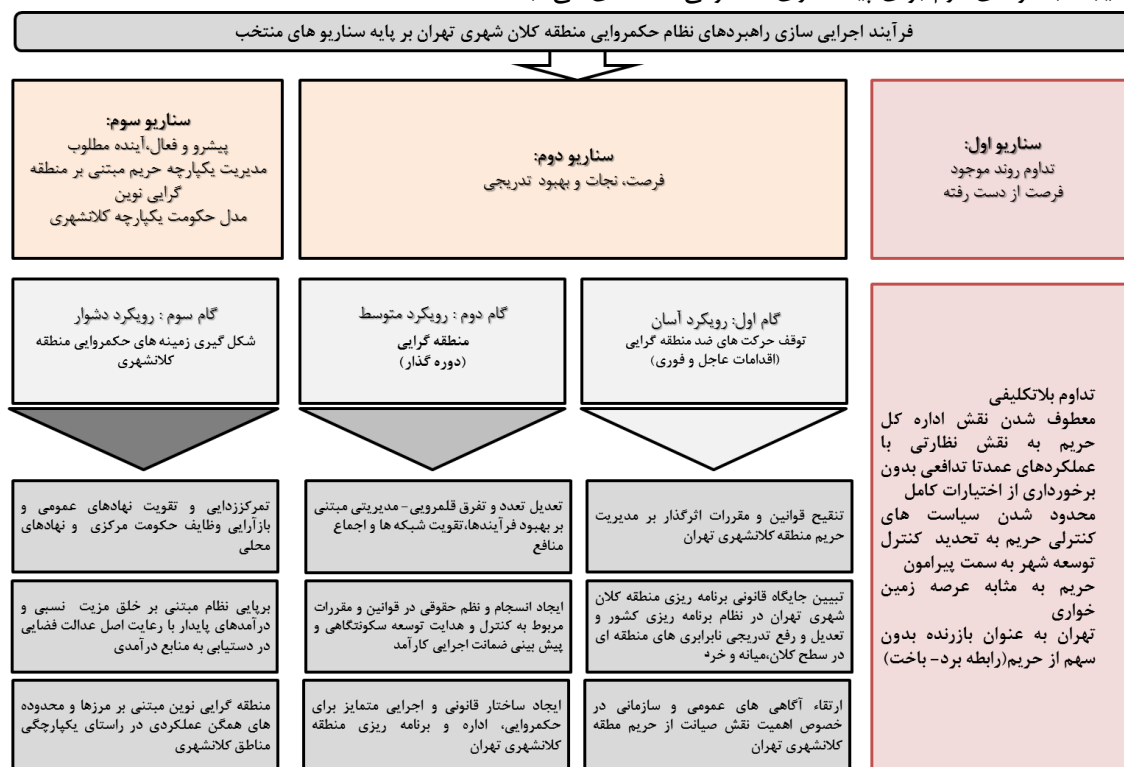 فرآیند اجرایی سازی راهبردهای نظام حکمروایی منطقه کلان شهری تهران بر پایه سناریو های منتخب
سناریو اول:
تداوم روند موجود
فرصت از دست رفته
سناریو دوم:
فرصت، نجات و بهبود تدریجی
سناریو سوم:
پیشرو و فعال،آینده مطلوب
مدیریت یکپارچه حریم مبتنی بر منطقه
گرایی نوین
مدل حکومت یکپارچه کلانشهری
تداوم بلاتکلیفی
معطوف شدن نقش اداره کل
حریم به نقش نظارتی با
عملکردهای عمدتا تدافعی بدون
برخورداری از اختیارات کامل
محدود شدن سیاست های
کنترلی حریم به تحدید کنترل
توسعه شهر به سمت پیرامون
حریم به مثابه عرصه زمین
خواری
تهران به عنوان بازرنده بدون
سهم از حریم(رابطه برد- باخت)
گام اول: رویکرد آسان
توقف حرکت های ضد منطقه گرایی
(اقدامات عاجل و فوری)
گام دوم : رویکرد متوسط
منطقه گرایی
(دوره گذار)
گام سوم : رویکرد دشوار
شکل گیری زمینه های حکمروایی منطقه
کلانشهری
تنقیح قوانین و مقررات اثرگذار بر مدیریت
حریم منطقه کلانشهری تهران
تعدیل تعدد و تفرق قلمرویی- مدیریتی مبتنی
بر بهبود فرآیندها،تقویت شبکه ها و اجماع
منافع
تمرکززدایی و تقویت نهادهای عمومی و
بازآرایی وظایف حکومت مرکزی و نهادهای
محلی
تبیین جایگاه قانونی برنامه ریزی منطقه کلان
شهری تهران در نظام برنامه ریزی کشور و
تعدیل و رفع تدریجی نابرابری های منطقه ای
در سطح کلان،میانه و خرد
ایجاد انسجام و نظم حقوقی در قوانین و مقررات
مربوط به کنترل و هدایت توسعه سکونتگاهی و
پیش بینی ضمانت اجرایی کارآمد
برپایی نظام مبتنی بر خلق مزیت نسبی و
درآمدهای پایدار با رعایت اصل عدالت فضایی
در دستیابی به منابع درآمدی
ارتقاء آگاهی های عمومی و سازمانی در
خصوص اهمیت نقش صیانت از حریم مطقه
کلانشهری تهران
ایجاد ساختار قانونی و اجرایی متمایز برای
حکمروایی، اداره و برنامه ریزی منطقه
کلانشهری تهران
منطقه گرایی نوین مبتنی بر مرزها و محدوده
های همگن عملکردی در راستای یکپارچگی
مناطق کلانشهری